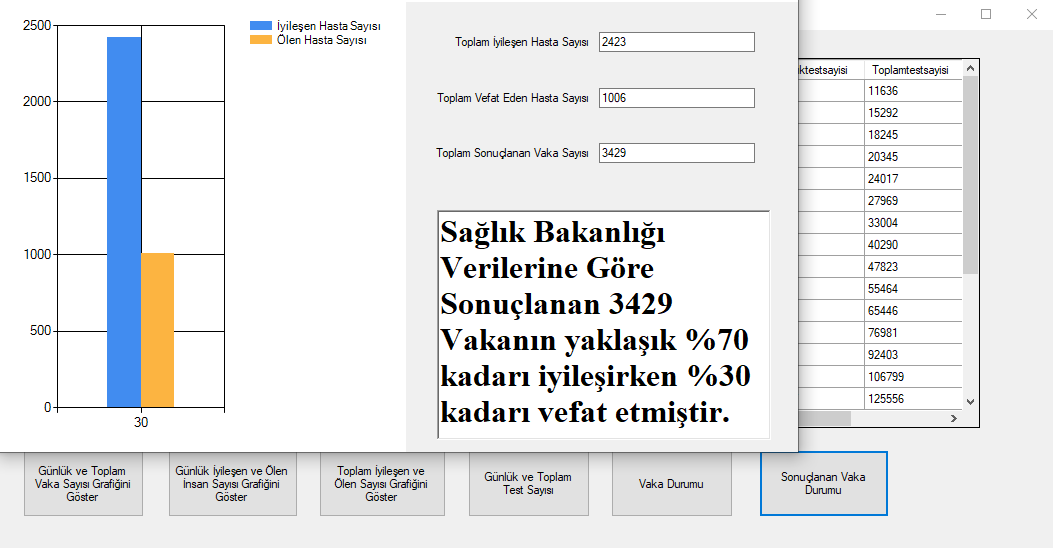 2500
2000
1500
1000
500
0
30
İyileşen Hasta Sayısı
Ölen Hasta Sayısı
Toplam İyileşen Hasta Sayısı 2423
Toplam Vefat Eden Hasta Sayısı 1006
Toplam Sonuçlanan Vaka Sayısı 3429
Sağlık Bakanlığı
Verilerine Göre
Sonuçlanan 3429
Vakanın yaklaşık %70
kadarı iyileşirken %30
kadarı vefat etmiştir.
ktestsayisi Toplamtestsayisi
11636
15292
18245
20345
24017
27969
33004
40290
47823
55464
65446
76981
92403
106799
125556
Günlük ve Toplam
Vaka Sayısı Grafiğini
Göster
Günlük İyileşen ve Ölen
İnsan Sayısı Grafiğini
Göster
Toplam İyileşen ve
Ölen Sayısı Grafiğini
Göster
Günlük ve Toplam
Test Sayısı
Vaka Durumu
Sonuçlanan Vaka
Durumu